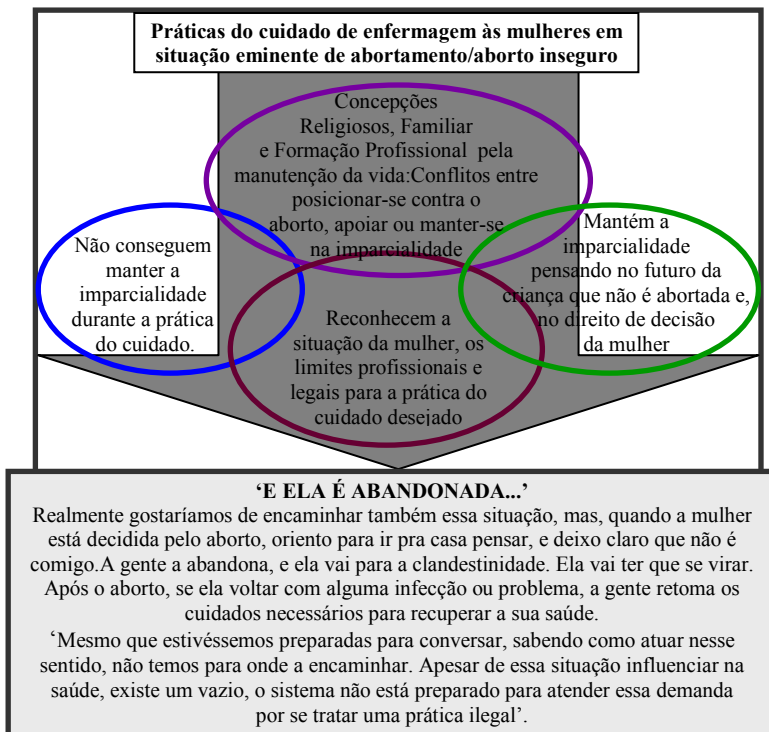 Práticas do cuidado de enfermagem às mulheres em
situação eminente de abortamento/aborto inseguro
Concepções
Religiosos, Familiar
e Formação Profissional pela
manutenção da vida:Conflitos entre
posicionar-se contra o
aborto, apoiar ou manter-se
na imparcialidade
Não conseguem
manter a
imparcialidade
durante a prática
do cuidado.
Mantém a
imparcialidade
pensando no futuro da
criança que não é abortada e,
no direito de decisão
da mulher
Reconhecem a
situação da mulher, os
limites profissionais e
legais para a prática do
cuidado desejado
‘E ELA É ABANDONADA...’
Realmente gostaríamos de encaminhar também essa situação, mas, quando a mulher
está decidida pelo aborto, oriento para ir pra casa pensar, e deixo claro que não é
comigo.A gente a abandona, e ela vai para a clandestinidade. Ela vai ter que se virar.
Após o aborto, se ela voltar com alguma infecção ou problema, a gente retoma os
cuidados necessários para recuperar a sua saúde.
‘Mesmo que estivéssemos preparadas para conversar, sabendo como atuar nesse
sentido, não temos para onde a encaminhar. Apesar de essa situação influenciar na
saúde, existe um vazio, o sistema não está preparado para atender essa demanda
por se tratar uma prática ilegal’.